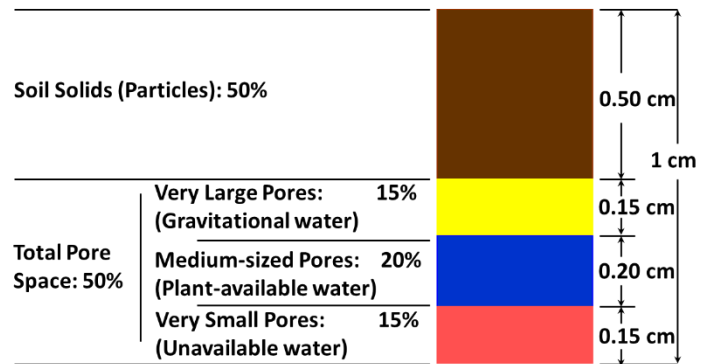 Soil Solids (Particles): 50%
0.50 cm
1 cm
Very Large Pores: 15%
(Gravitational water)
0.15 cm
Total Pore
Space: 50%
Medium-sized Pores: 20%
(Plant-available water)
0.20 cm
Very Small Pores: 15%
(Unavailable water)
0.15 cm